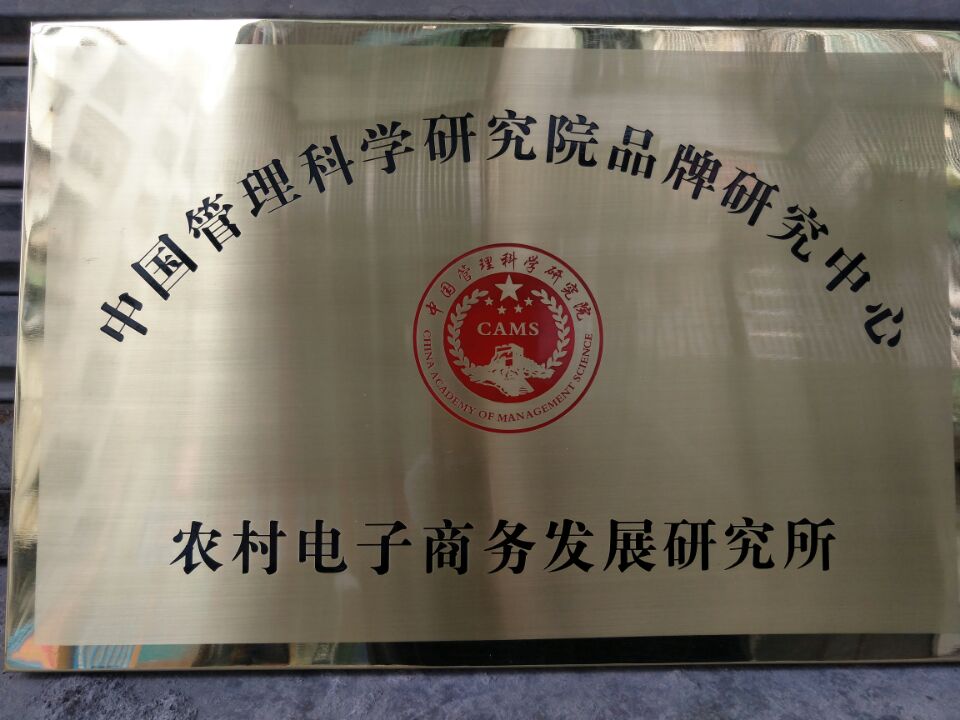 中国管理科学研究院品牌研究中心
中国管理科学研究院
CAMS
CHINA ACADEMY OF MANAGEMENT SCIENCE
农村电子商务发展研究所